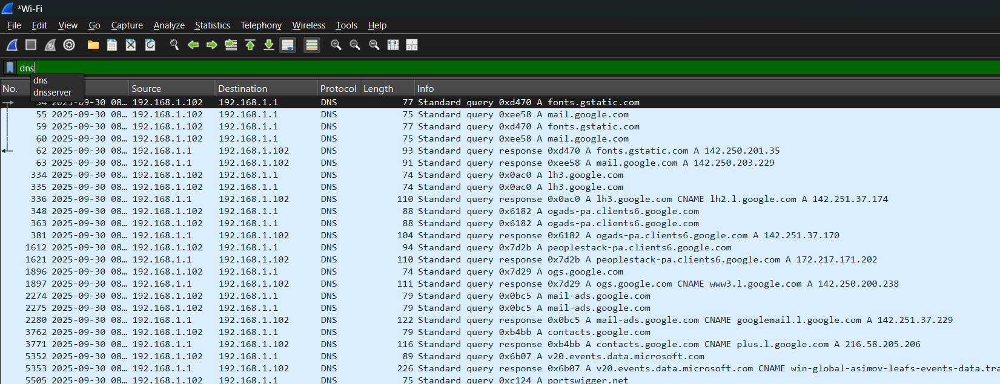 *Wi-Fi
File Edit View Go Capture Analyze Statistics Telephony Wireless Tools Help
dns
dns
dnsserver
No. Source Destination Protocol Length Info
54 2025-09-30 08… 192.168.1.102 192.168.1.1 DNS 77 Standard query 0xd470 A fonts.gstatic.com
55 2025-09-30 08… 192.168.1.102 192.168.1.1 DNS 75 Standard query 0xee58 A mail.google.com
59 2025-09-30 08… 192.168.1.102 192.168.1.1 DNS 77 Standard query 0xd470 A fonts.gstatic.com
60 2025-09-30 08… 192.168.1.102 192.168.1.1 DNS 75 Standard query 0xee58 A mail.google.com
62 2025-09-30 08… 192.168.1.1 192.168.1.102 DNS 93 Standard query response 0xd470 A fonts.gstatic.com A 142.250.201.35
63 2025-09-30 08… 192.168.1.1 192.168.1.102 DNS 91 Standard query response 0xee58 A mail.google.com A 142.250.203.229
334 2025-09-30 08… 192.168.1.102 192.168.1.1 DNS 74 Standard query 0x0ac0 A lh3.google.com
335 2025-09-30 08… 192.168.1.102 192.168.1.1 DNS 74 Standard query 0x0ac0 A lh3.google.com
336 2025-09-30 08… 192.168.1.1 192.168.1.102 DNS 110 Standard query response 0x0ac0 A lh3.google.com CNAME lh2.l.google.com A 142.251.37.174
348 2025-09-30 08… 192.168.1.102 192.168.1.1 DNS 88 Standard query 0x6182 A ogads-pa.clients6.google.com
363 2025-09-30 08… 192.168.1.102 192.168.1.1 DNS 88 Standard query 0x6182 A ogads-pa.clients6.google.com
381 2025-09-30 08… 192.168.1.1 192.168.1.102 DNS 104 Standard query response 0x6182 A ogads-pa.clients6.google.com A 142.251.37.170
1612 2025-09-30 08… 192.168.1.102 192.168.1.1 DNS 94 Standard query 0x7d2b A peoplestack-pa.clients6.google.com
1621 2025-09-30 08… 192.168.1.1 192.168.1.102 DNS 110 Standard query response 0x7d2b A peoplestack-pa.clients6.google.com A 172.217.171.202
1896 2025-09-30 08… 192.168.1.102 192.168.1.1 DNS 74 Standard query 0x7d29 A ogs.google.com
1897 2025-09-30 08… 192.168.1.1 192.168.1.102 DNS 111 Standard query response 0x7d29 A ogs.google.com CNAME www3.l.google.com A 142.250.200.238
2274 2025-09-30 08… 192.168.1.102 192.168.1.1 DNS 79 Standard query 0x0bc5 A mail-ads.google.com
2275 2025-09-30 08… 192.168.1.102 192.168.1.1 DNS 79 Standard query 0x0bc5 A mail-ads.google.com
2280 2025-09-30 08… 192.168.1.1 192.168.1.102 DNS 122 Standard query response 0x0bc5 A mail-ads.google.com CNAME googlemail.l.google.com A 142.251.37.229
3762 2025-09-30 08… 192.168.1.102 192.168.1.1 DNS 79 Standard query 0xb4bb A contacts.google.com
3771 2025-09-30 08… 192.168.1.1 192.168.1.102 DNS 116 Standard query response 0xb4bb A contacts.google.com CNAME plus.l.google.com A 216.58.205.206
5352 2025-09-30 08… 192.168.1.102 192.168.1.1 DNS 89 Standard query 0x6b07 A v20.events.data.microsoft.com
5353 2025-09-30 08… 192.168.1.1 192.168.1.102 DNS 226 Standard query response 0x6b07 A v20.events.data.microsoft.com CNAME win-global-asimov-leafs-events-data.tra
5505 2025-09-30 08… 192.168.1.102 192.168.1.1 DNS 75 Standard query 0xc124 A portswigger.net